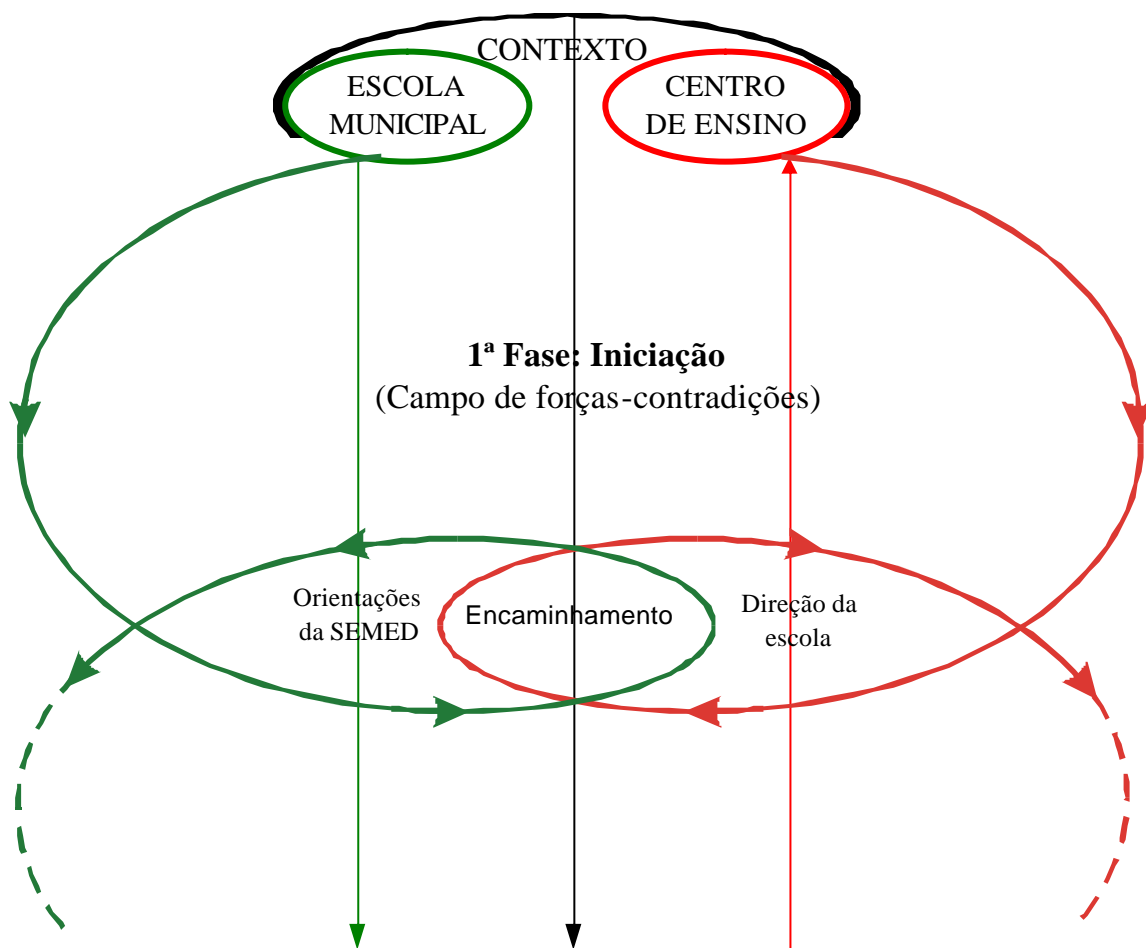 CONTEXTO
ESCOLA
MUNICIPAL
CENTRO
DE ENSINO
1ª Fase: Iniciação
(Campo de forças-contradições)
Orientações
da SEMED
Encaminhamento
Direção da
escola